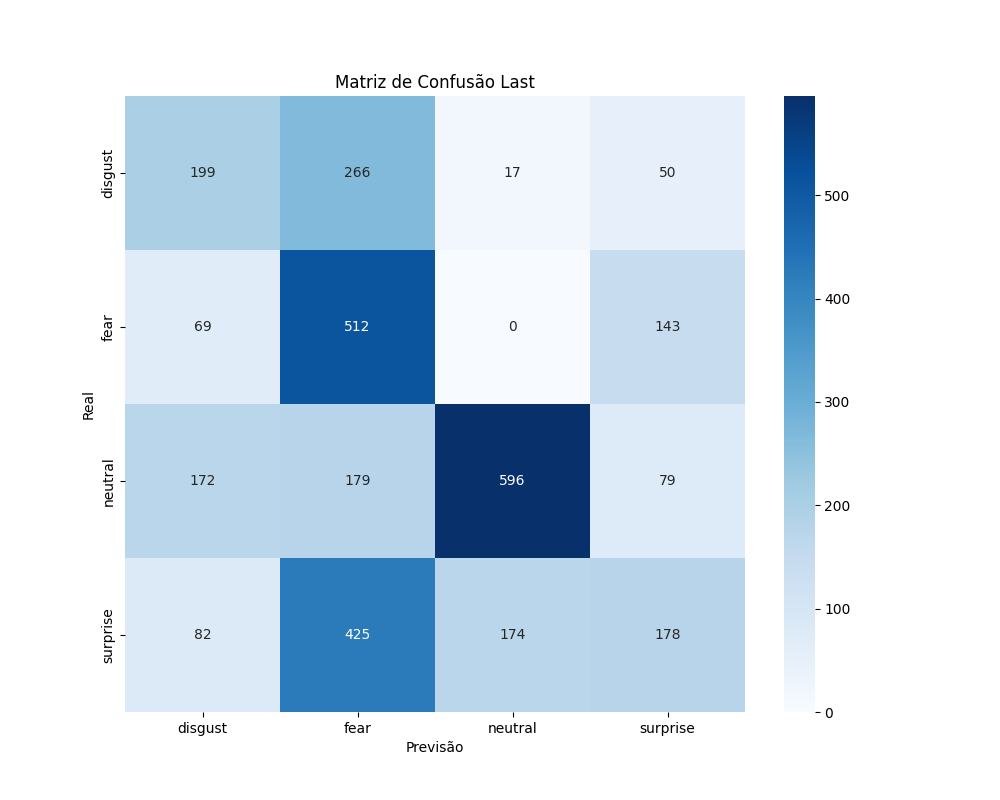 Matriz de Confusão Last
Real
disgust
199 266 17 50
fear
69 512 0 143
neutral
172 179 596 79
surprise
82 425 174 178
disgust fear neutral surprise
Previsão
500
400
300
200
100
0